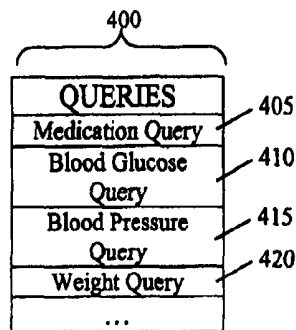 400
QUERIES
Medication Query 405
Blood Glucose
Query 410
Blood Pressure
Query 415
Weight Query 420
...